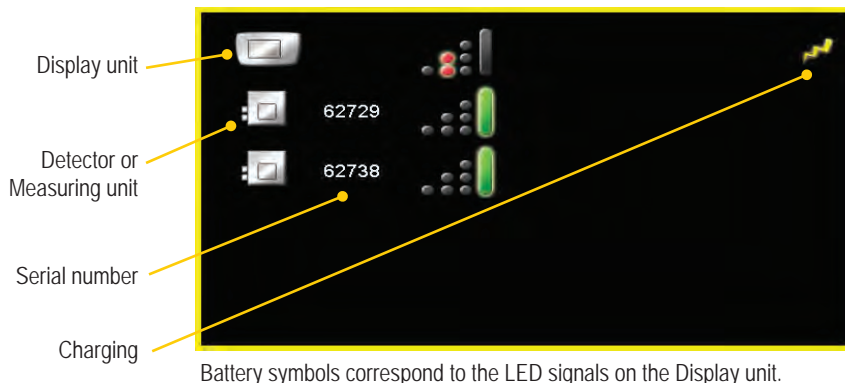 Display unit
62729
Detector or
Measuring unit
62738
Serial number
Charging
Battery symbols correspond to the LED signals on the Display unit.